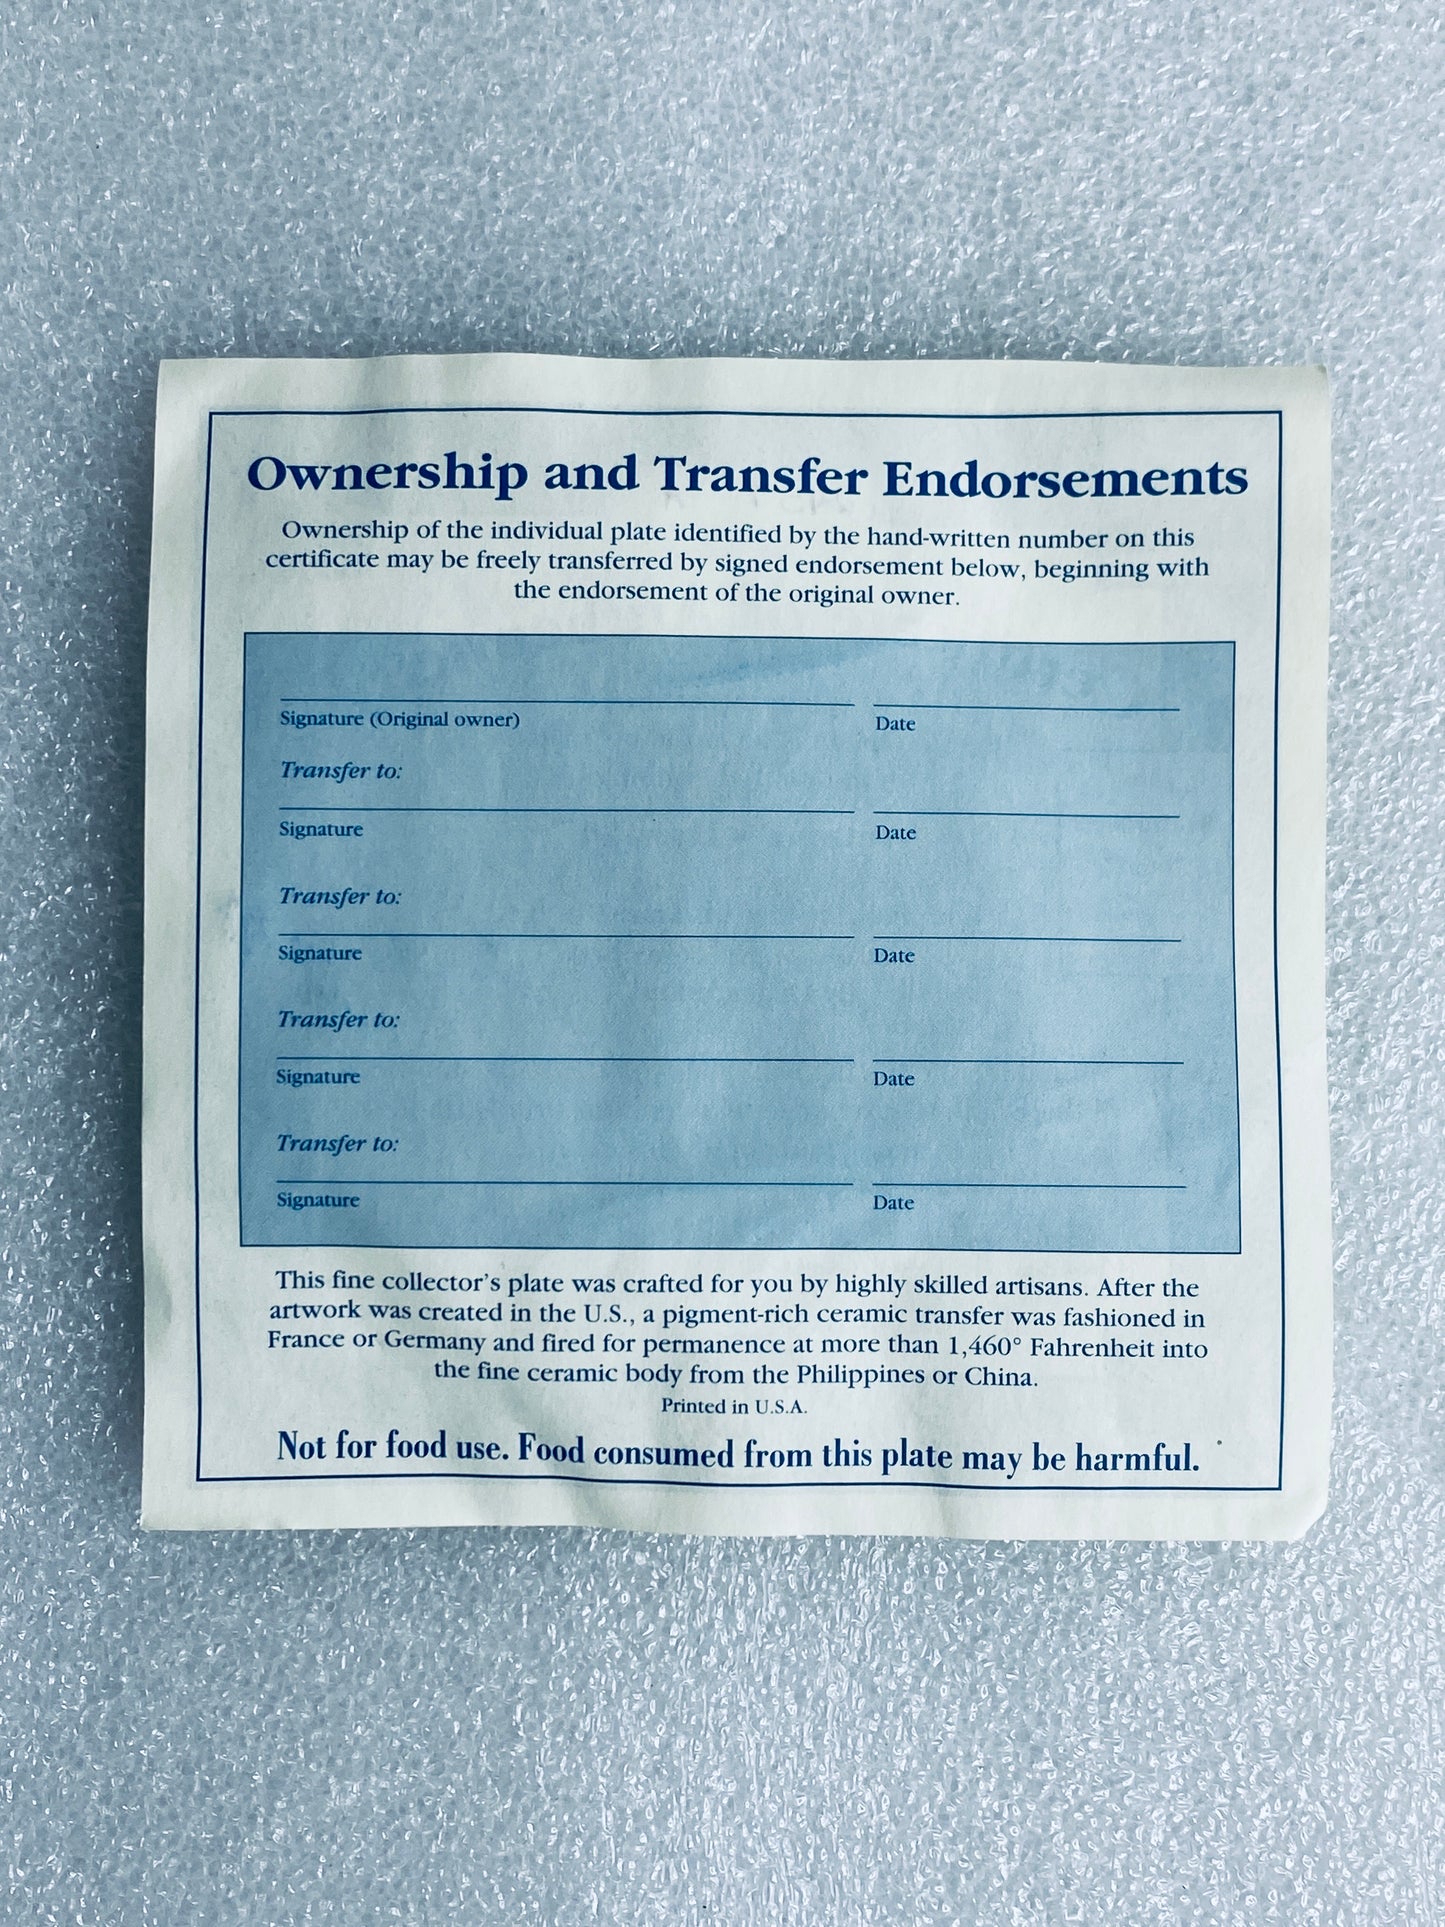 Ownership and Transfer Endorsements
Ownership of the individual plate identified by the hand-written number on this
certificate may be freely transferred by signed endorsement below, beginning with
the endorsement of the original owner.
Signature (Original owner) Date
Transfer to:
Signature Date
Transfer to:
Signature Date
Transfer to:
Signature Date
Transfer to:
Signature Date
This fine collector's plate was crafted for you by highly skilled artisans. After the
artwork was created in the U.S., a pigment-rich ceramic transfer was fashioned in
France or Germany and fired for permanence at more than 1,460° Fahrenheit into
the fine ceramic body from the Philippines or China.
Printed in U.S.A.
Not for food use. Food consumed from this plate may be harmful.